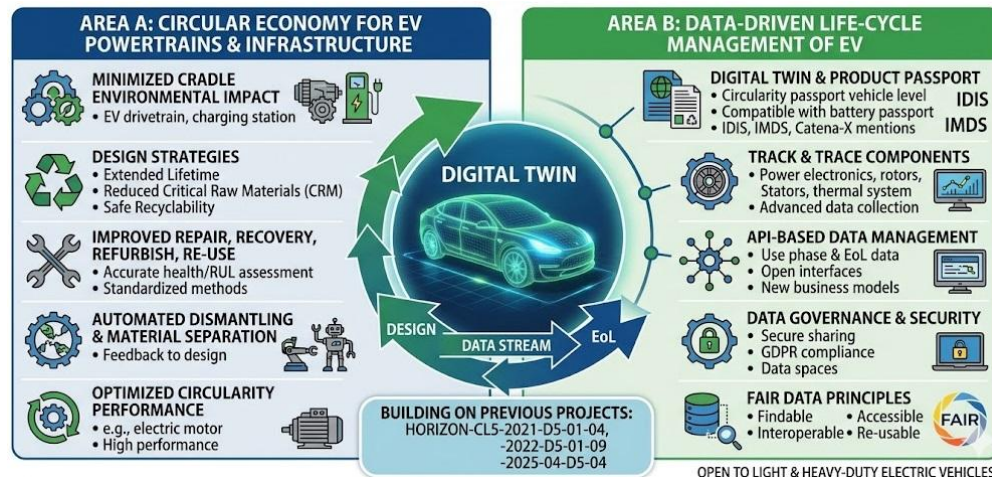 AREA A: CIRCULAR ECONOMY FOR EV
POWERTRAINS & INFRASTRUCTURE
MINIMIZED CRADLE
ENVIRONMENTAL IMPACT
• EV drivetrain, charging station
DESIGN STRATEGIES
• Extended Lifetime
• Reduced Critical Raw Materials (CRM)
• Safe Recyclability
IMPROVED REPAIR, RECOVERY,
REFURBISH, RE-USE
• Accurate health/RUL assessment
• Standardized methods
AUTOMATED DISMANTLING
& MATERIAL SEPARATION
• Feedback to design
OPTIMIZED CIRCULARITY
PERFORMANCE
• e.g., electric motor
• High performance
DIGITAL TWIN
DESIGN
DATA STREAM
EoL
BUILDING ON PREVIOUS PROJECTS:
HORIZON-CL5-2021-D5-01-04,
-2022-D5-01-09
-2025-04-D5-04
AREA B: DATA-DRIVEN LIFE-CYCLE
MANAGEMENT OF EV
DIGITAL TWIN & PRODUCT PASSPORT
• Circularity passport vehicle level
• Compatible with battery passport
• IDIS, IMDS, Catena-X mentions
IDIS
IMDS
TRACK & TRACE COMPONENTS
• Power electronics, rotors,
Stators, thermal system
• Advanced data collection
API-BASED DATA MANAGEMENT
• Use phase & EoL data
• Open interfaces
• New business models
DATA GOVERNANCE & SECURITY
• Secure sharing
• GDPR compliance
• Data spaces
FAIR DATA PRINCIPLES
• Findable • Accessible
• Interoperable • Re-usable
FAIR
OPEN TO LIGHT & HEAVY-DUTY ELECTRIC VEHICLES